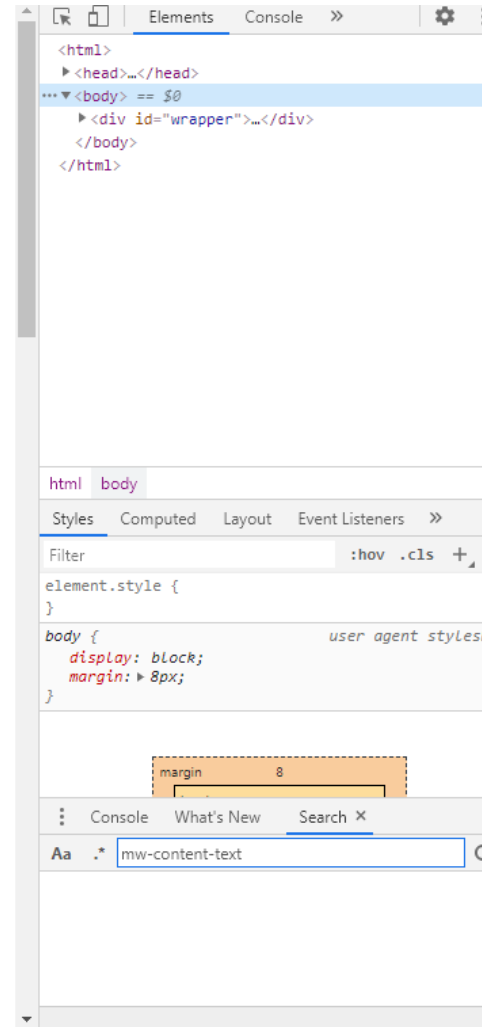 Elements Console »
<html>
▶<head>…</head>
… ▼<body> == $0
▶<div id="wrapper">…</div>
</body>
</html>
html body
Styles Computed Layout Event Listeners »
Filter :hov .cls +
element.style {
}
body { user agent styles
display: block;
margin: ▶ 8px;
}
margin 8
⋮ Console What's New Search ×
Aa .* mw-content-text